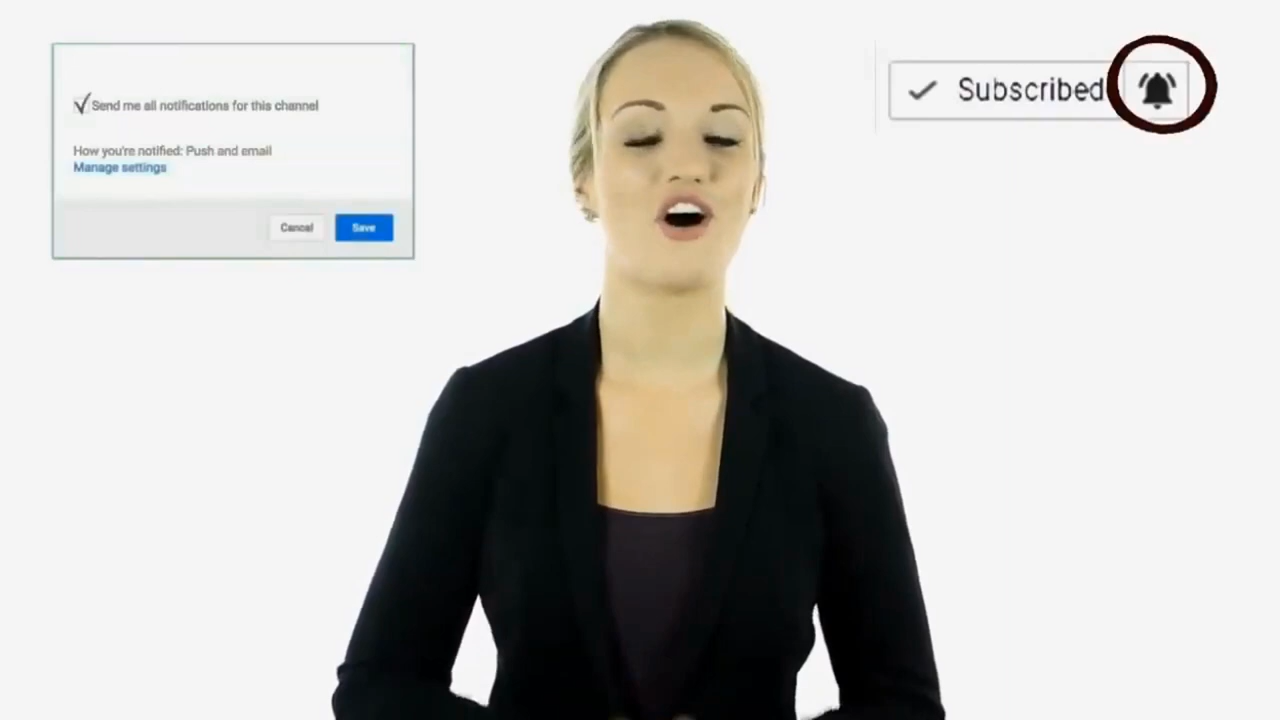 Send me all notifications for this channel
How you're notified: Push and email
Manage settings
Cancel
Save
Subscribed